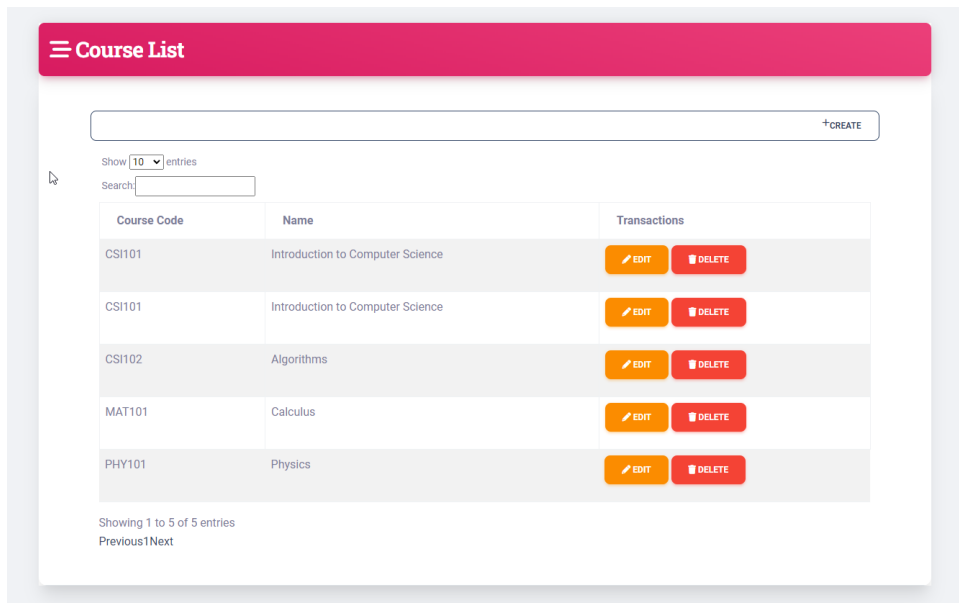 Course List
+CREATE
Show 10 entries
Search:
Course Code Name Transactions
CSI101 Introduction to Computer Science EDIT DELETE
CSI101 Introduction to Computer Science EDIT DELETE
CSI102 Algorithms EDIT DELETE
MAT101 Calculus EDIT DELETE
PHY101 Physics EDIT DELETE
Showing 1 to 5 of 5 entries
Previous1Next